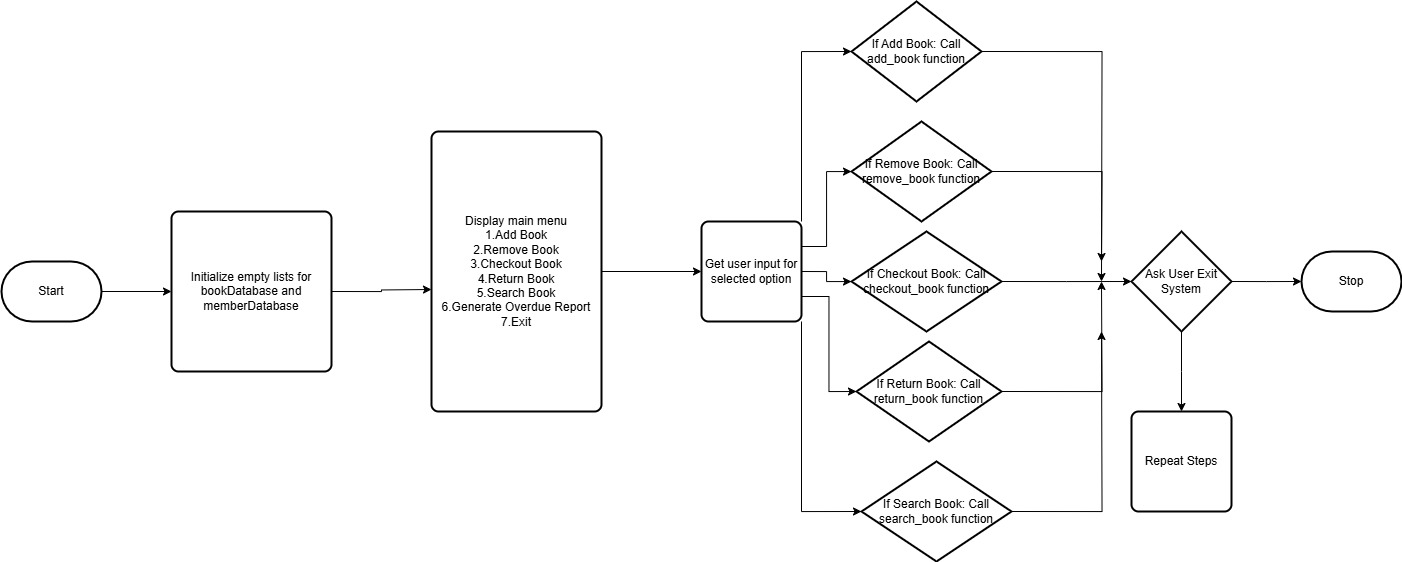 Start
Initialize empty lists for
bookDatabase and
memberDatabase
Display main menu
1.Add Book
2.Remove Book
3.Checkout Book
4.Return Book
5.Search Book
6.Generate Overdue Report
7.Exit
Get user input for
selected option
If Add Book: Call
add_book function
If Remove Book: Call
remove_book function
If Checkout Book: Call
checkout_book function
If Return Book: Call
return_book function
If Search Book: Call
search_book function
Ask User Exit
System
Stop
Repeat Steps